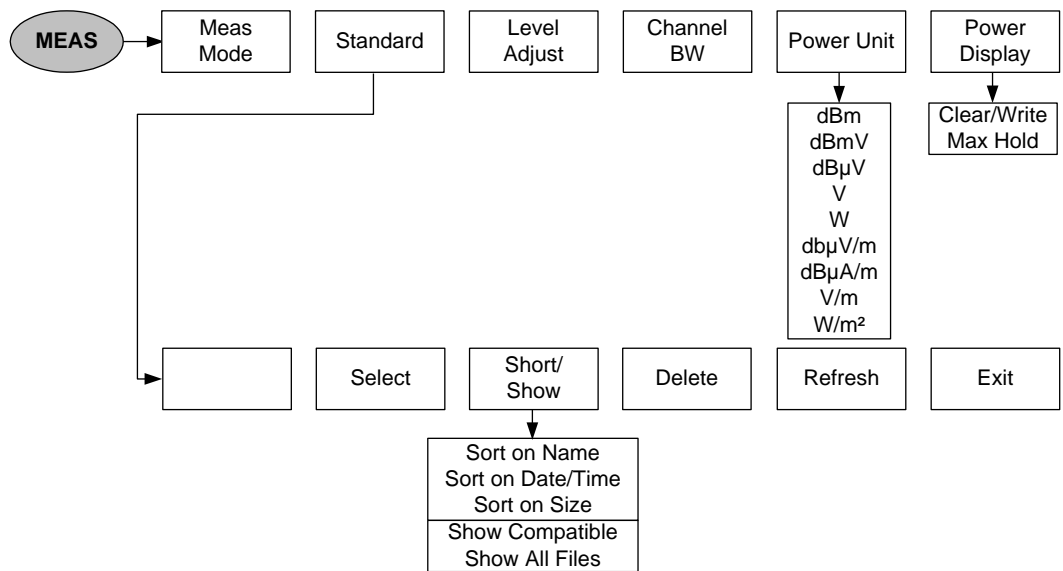 MEAS
Meas
Mode
Standard
Level
Adjust
Channel
BW
Power Unit
Power
Display
dBm
dBmV
dBµV
V
W
dbµV/m
dBµA/m
V/m
W/m²
Clear/Write
Max Hold
Select
Short/
Show
Delete
Refresh
Exit
Sort on Name
Sort on Date/Time
Sort on Size
Show Compatible
Show All Files